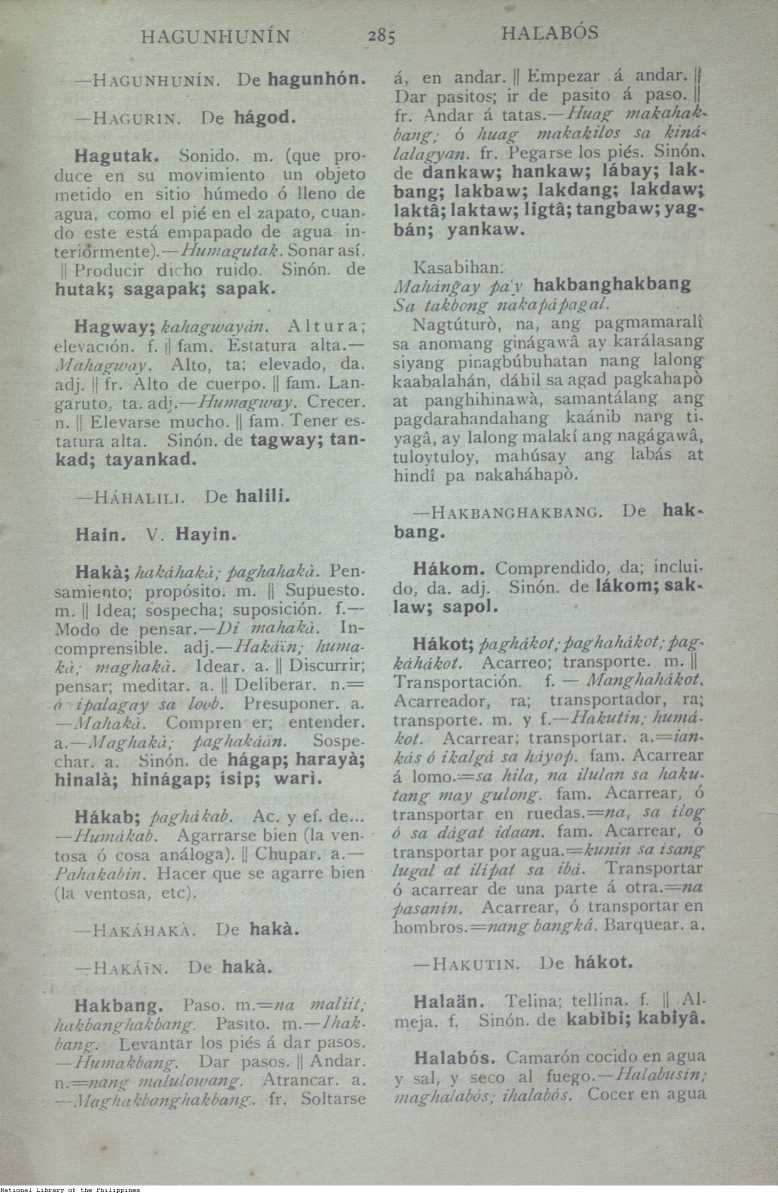 HAGUNHUNÍN 285 HALABÓS
—HAGUNHUNÍN. De hagunhón.
—HAGURIN. De hágod.
Hagutak. Sonido. m. (que pro-
duce en su movimiento un objeto
metido en sitio húmedo ó lleno de
agua, como el pié en el zapato, cuan-
do este está empapado de agua in-
teriormente).—Humagutak. Sonar así.
|| Producir dicho ruido. Sinón. de
hutak; sagapak; sapak.
Hagway; kahagwayán. Altura;
elevación. f. || fam. Estatura alta.—
Mahagway. Alto, ta; elevado, da.
adj. || fr. Alto de cuerpo. || fam. Lan-
garuto, ta. adj.—Humagway. Crecer.
n. || Elevarse mucho. || fam. Tener es-
tatura alta. Sinón. de tagway; tan-
kad; tayankad.
—HÁHALILI. De halili.
Hain. V. Hayin.
Hakà; hakáhakà; paghahakà. Pen-
samiento; propósito. m. || Supuesto.
m. || Idea; sospecha; suposición. f.—
Modo de pensar.—Di mahakà. In-
comprensible. adj.—Hakáin; huma-
kà; maghakà. Idear. a. || Discurrir;
pensar; meditar. a. || Deliberar. n.=
ó ipalagay sa loob. Presuponer. a.
—Mahakà. Compren er; entender.
a.—Maghakà; paghakáán. Sospe-
char. a. Sinón. de hágap; harayà;
hinalà; hinágap; ísip; warì.
Hákab; paghákab. Ac. y ef. de...
—Humákab. Agarrarse bien (la ven-
tosa ó cosa análoga). || Chupar. a.—
Pahakabin. Hacer que se agarre bien
(la ventosa, etc).
—HAKÁHAKÀ. De hakà.
—HAKÁÏN. De hakà.
Hakbang. Paso. m.=na maliit;
hakbanghakbang. Pasito. m.—Ihak-
bang. Levantar los piés á dar pasos.
—Humakbang. Dar pasos. || Andar.
n.=nang malulowang. Atrancar. a.
—Maghakbanghakbang. fr. Soltarse
á, en andar. || Empezar á andar. ||
Dar pasitos; ir de pasito á paso. ||
fr. Andar á tatas.—Huag makahak-
bang; ó huag makakilos sa kiná-
lalagyan. fr. Pegarse los piés. Sinón.
de dankaw; hankaw; lábay; lak-
bang; lakbaw; lakdang; lakdaw;
laktâ; laktaw; ligtâ; tangbaw; yag-
bán; yankaw.
Kasabihan:
Mahángay pa'y hakbanghakbang
Sa takbong nakapápagal.
Nagtúturò, na, ang pagmamaralî
sa anomang ginágawâ ay karálasang
siyang pinagbúbuhatan nang lalong
kaabalahán, dáhil sa agad pagkahapò
at panghihinawà, samantálang ang
pagdarahandahang kaánib nang ti-
yagâ, ay lalong malakí ang nagágawâ,
tuloytuloy, mahúsay ang labás at
hindî pa nakaháhapò.
—HAKBANGHAKBANG. De hak-
bang.
Hákom. Comprendido, da; inclui-
do, da. adj. Sinón. de lákom; sak-
law; sapol.
Hákot; paghákot; paghahákot; pag-
káhákot. Acarreo; transporte. m. ||
Transportación. f. — Manghahákot.
Acarreador, ra; transportador, ra;
transporte. m. y f.—Hakutin; humá-
kot. Acarrear; transportar. a.=ian-
kás ó ikalgá sa háyop. fam. Acarrear
á lomo.=sa hila, na ilulan sa haku-
tang may gulong. fam. Acarrear, ó
transportar en ruedas.=na, sa ilog
ó sa dágat idaan. fam. Acarrear, ó
transportar por agua.=kunin sa isang
lugal at ilipat sa ibá. Transportar
ó acarrear de una parte á otra.=na
pasanin. Acarrear, ó transportar en
hombros.=nang bangkâ. Barquear. a.
—HAKUTIN. De hákot.
Halaän. Telina; tellina. f. || Al-
meja. f. Sinón. de kabibi; kabiyâ.
Halabós. Camarón cocido en agua
y sal, y seco al fuego.—Halabusin;
maghalabós; ihalabós. Cocer en agua
National Library of the Philippines